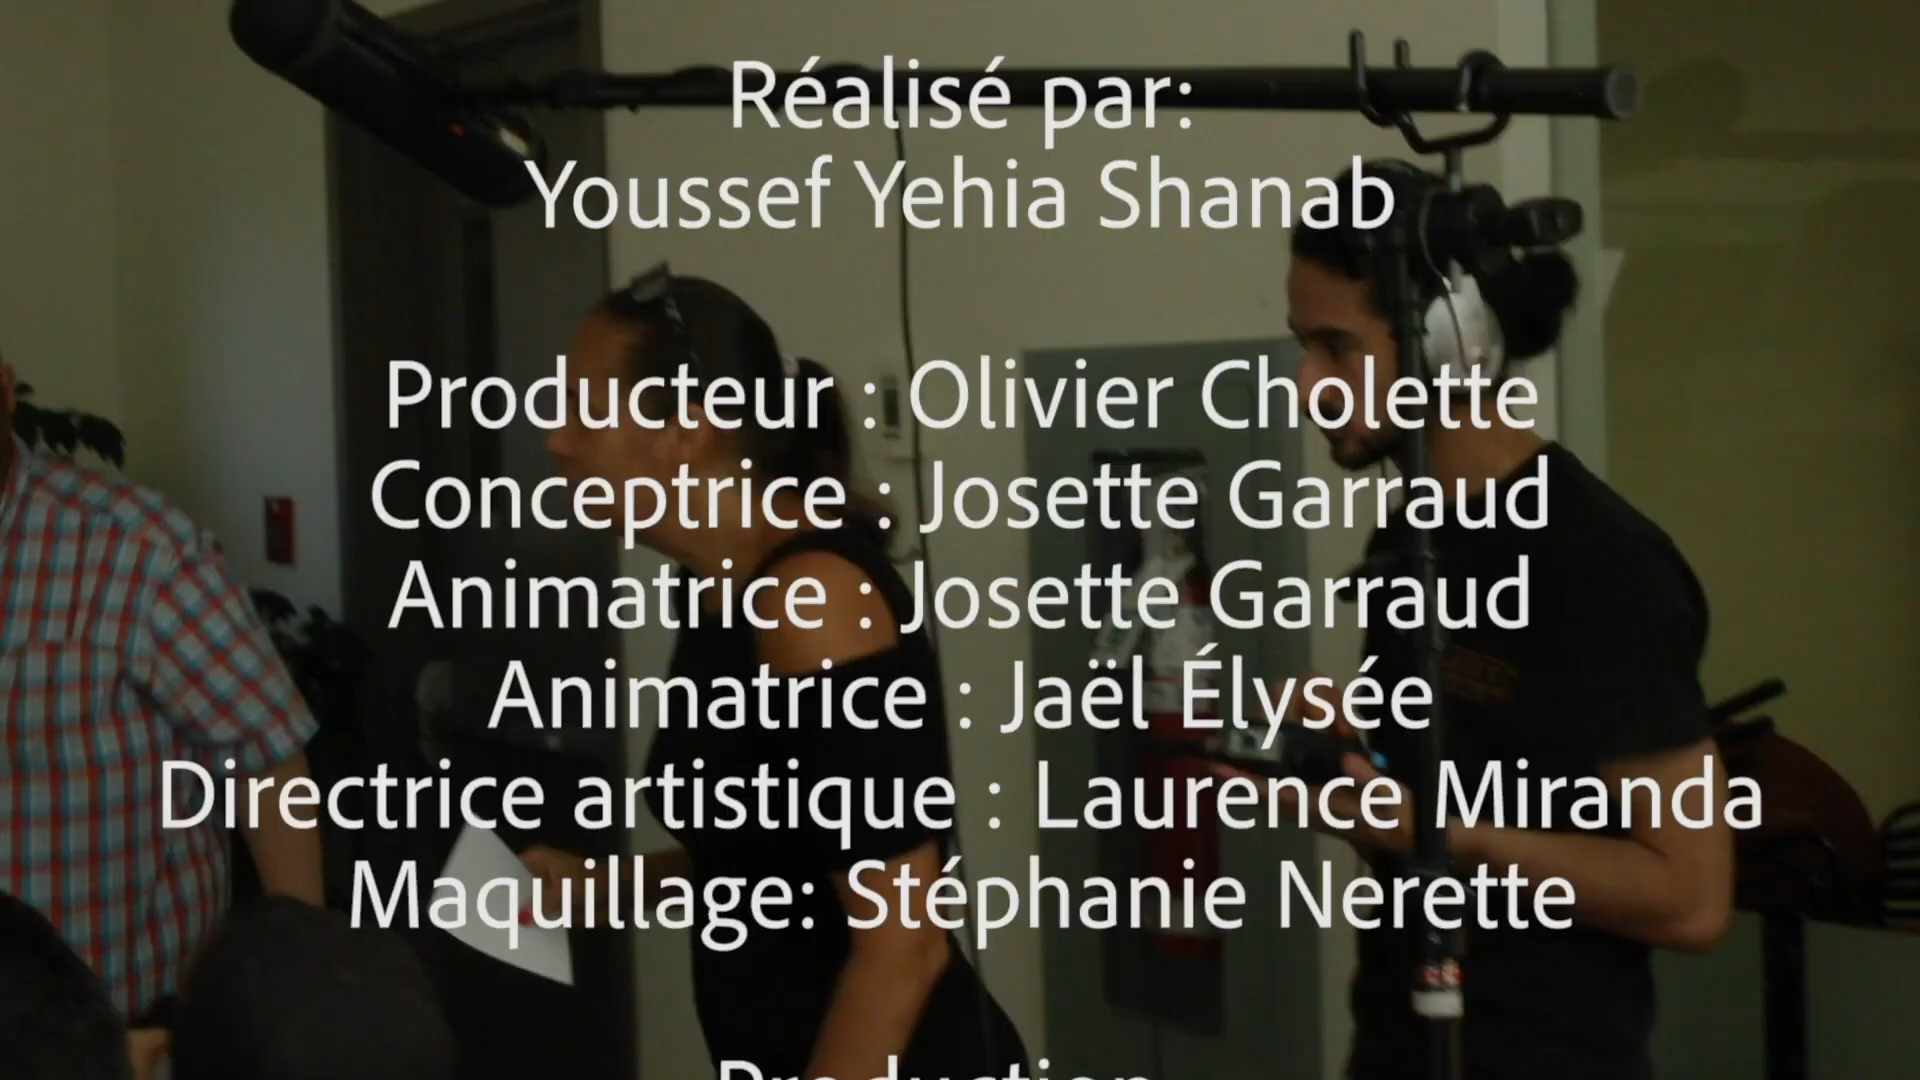 Réalisé par:
Youssef Yehia Shanab
Producteur : Olivier Cholette
Conceptrice : Josette Garraud
Animatrice : Josette Garraud
Animatrice : Jaël Élysée
Directrice artistique : Laurence Miranda
Maquillage: Stéphanie Nerette
Production